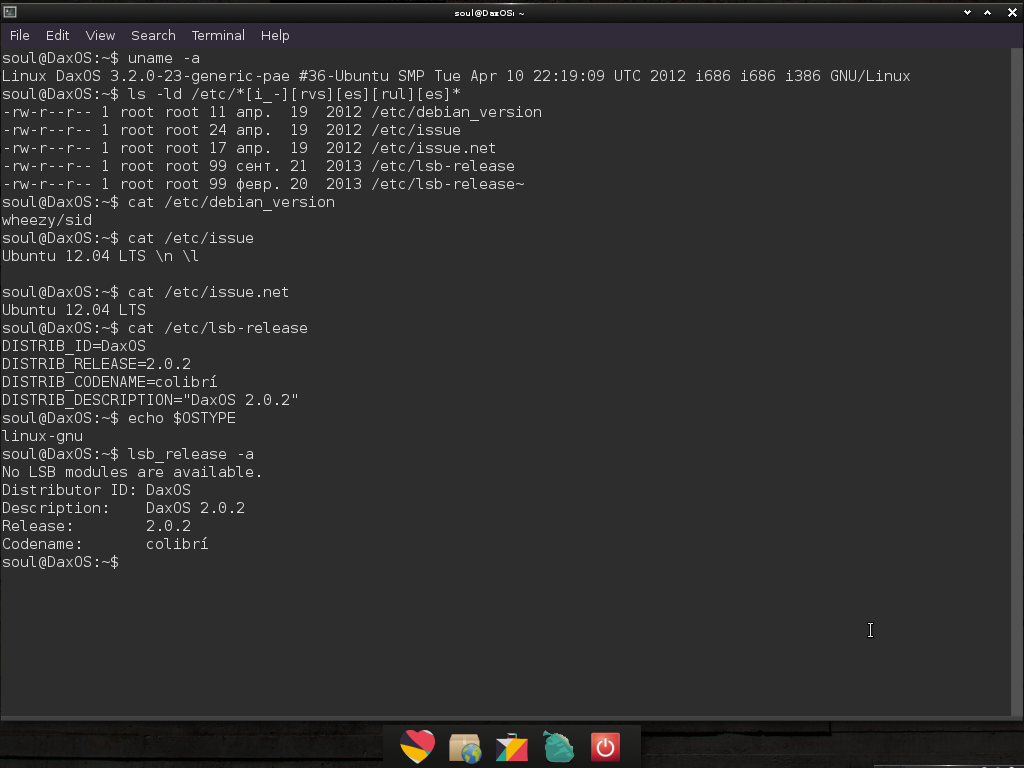 soul@DaxOS: ~
File Edit View Search Terminal Help
soul@DaxOS:~$ uname -a
Linux DaxOS 3.2.0-23-generic-pae #36-Ubuntu SMP Tue Apr 10 22:19:09 UTC 2012 i686 i686 i386 GNU/Linux
soul@DaxOS:~$ ls -ld /etc/*[i_-][rvs][es][rul][es]*
-rw-r--r-- 1 root root 11 апр.  19  2012 /etc/debian_version
-rw-r--r-- 1 root root 24 апр.  19  2012 /etc/issue
-rw-r--r-- 1 root root 17 апр.  19  2012 /etc/issue.net
-rw-r--r-- 1 root root 99 сент. 21  2013 /etc/lsb-release
-rw-r--r-- 1 root root 99 февр. 20  2013 /etc/lsb-release~
soul@DaxOS:~$ cat /etc/debian_version
wheezy/sid
soul@DaxOS:~$ cat /etc/issue
Ubuntu 12.04 LTS \n \l
soul@DaxOS:~$ cat /etc/issue.net
Ubuntu 12.04 LTS
soul@DaxOS:~$ cat /etc/lsb-release
DISTRIB_ID=DaxOS
DISTRIB_RELEASE=2.0.2
DISTRIB_CODENAME=colibrí
DISTRIB_DESCRIPTION="DaxOS 2.0.2"
soul@DaxOS:~$ echo $OSTYPE
linux-gnu
soul@DaxOS:~$ lsb_release -a
No LSB modules are available.
Distributor ID: DaxOS
Description:    DaxOS 2.0.2
Release:        2.0.2
Codename:       colibrí
soul@DaxOS:~$